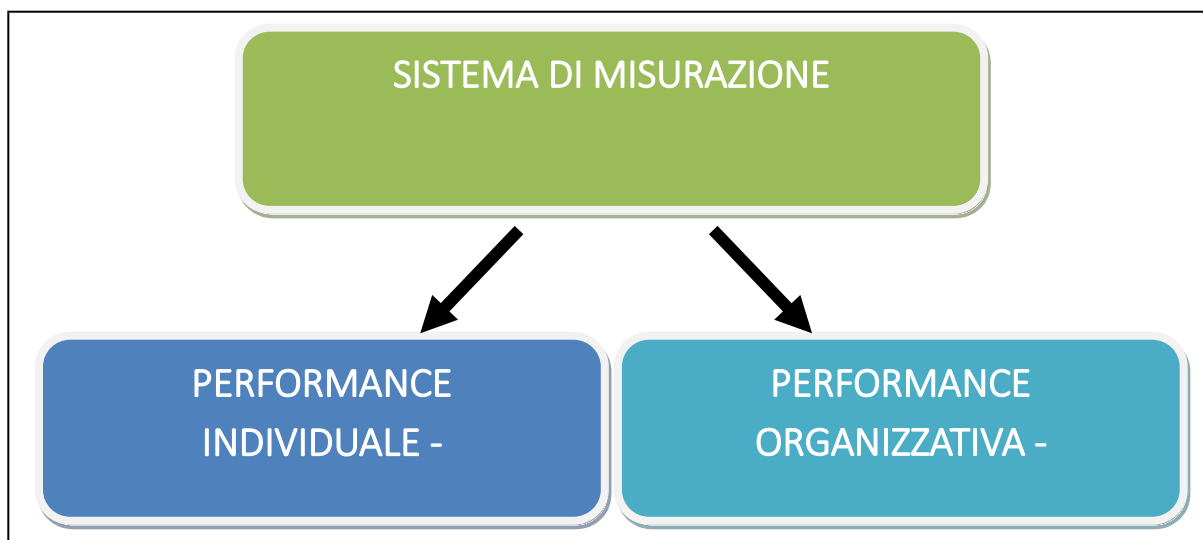 SISTEMA DI MISURAZIONE
PERFORMANCE
INDIVIDUALE -
PERFORMANCE
ORGANIZZATIVA -